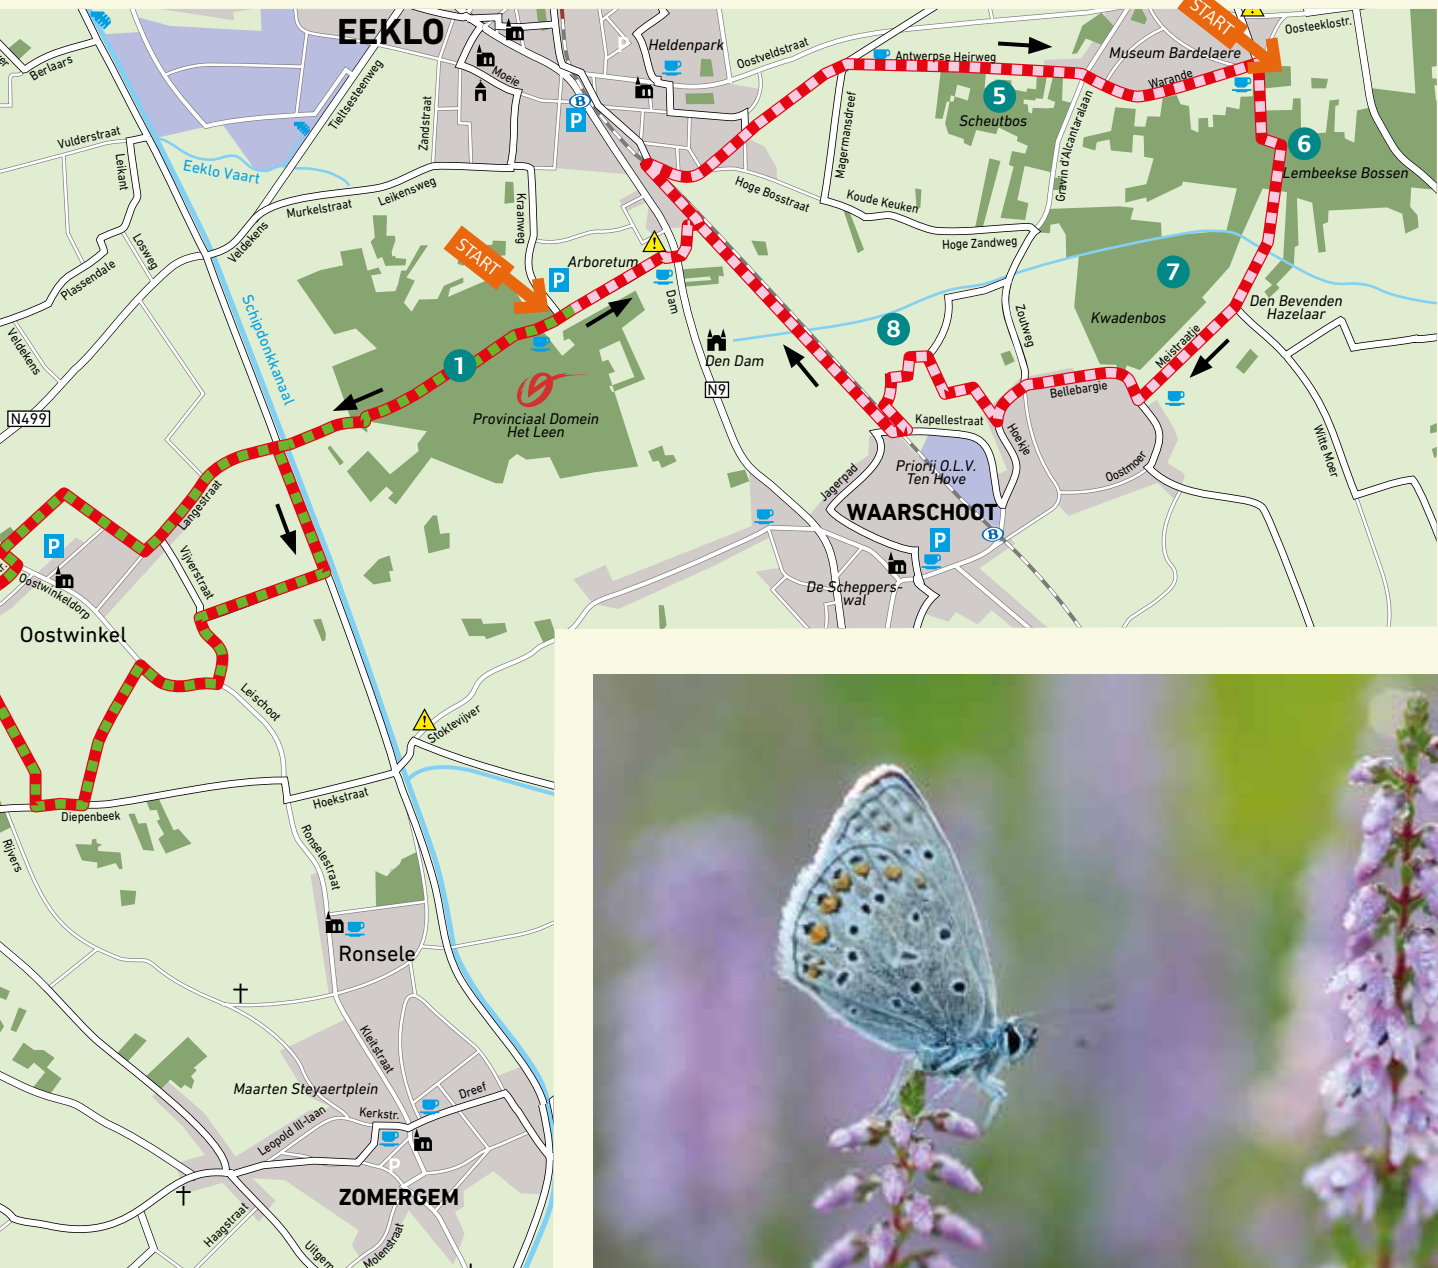 EEKLO
START
Oosteeklostr.
Berlaars
Heldenpark
Oostveldstraat
Antwerpse Heirweg
Museum Bardelaere
Warande
Moeie
P
B
P
Tieltsesteenweg
Zandstraat
5
Scheutbos
Magermansdreef
Gravin d'Alcantaralaan
6
Lembeekse Bossen
Vulderstraat
Leikant
Eeklo Vaart
Murkelstraat
Leikensweg
Kraanweg
Hoge Bosstraat
Koude Keuken
Hoge Zandweg
Losweg
Veldekens
Plassendale
START
P
Arboretum
Dam
7
Kwadenbos
Den Bevenden
Hazelaar
Schipdonkkanaal
Veldekens
8
Zoutweg
Meistraatje
Den Dam
1
N9
Bellebargie
N499
Provinciaal Domein
Het Leen
Kapellestraat
Hoekje
Witte Moer
Priorij O.L.V.
Ten Hove
Jagerpad
Oostmoer
Langestraat
WAARSCHOOT
P
B
P
Vijverstraat
Oostwinkeldorp
De Scheppers-
wal
Oostwinkel
Leischoot
Stoktevijver
Hoekstraat
Diepenbeek
Rijvers
Ronselestraat
Ronsele
Kleitstraat
Maarten Steyaertplein
Dreef
Kerkstr.
Leopold III-laan
P
ZOMERGEM
Haagstraat
Uitgem
Molenstraat